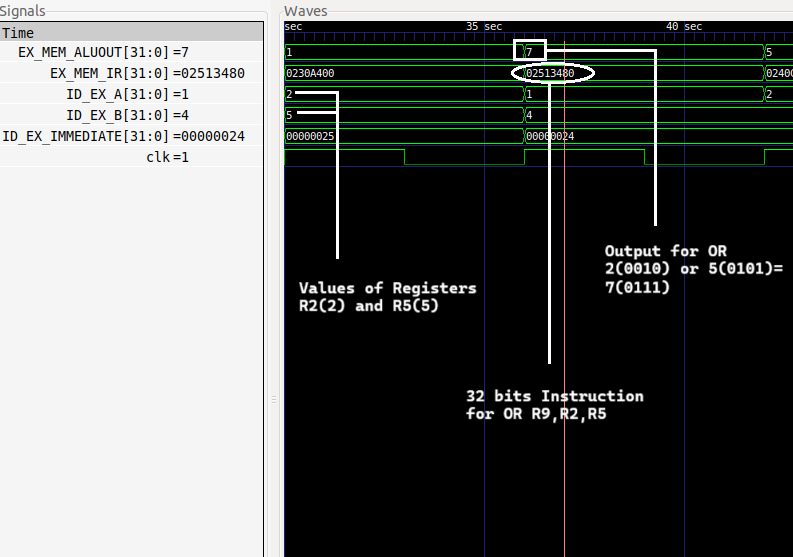 Signals
Waves
Time
sec
35 sec
40 sec
EX_MEM_ALUOUT[31:0] =7
1
7
5
EX_MEM_IR[31:0] =02513480
0230A400
02513480
0240
ID_EX_A[31:0] =1
2
1
2
ID_EX_B[31:0] =4
5
4
ID_EX_IMMEDIATE[31:0] =00000024
00000025
00000024
clk =1
Values of Registers
R2(2) and R5(5)
Output for OR
2(0010) or 5(0101)=
7(0111)
32 bits Instruction
for OR R9,R2,R5